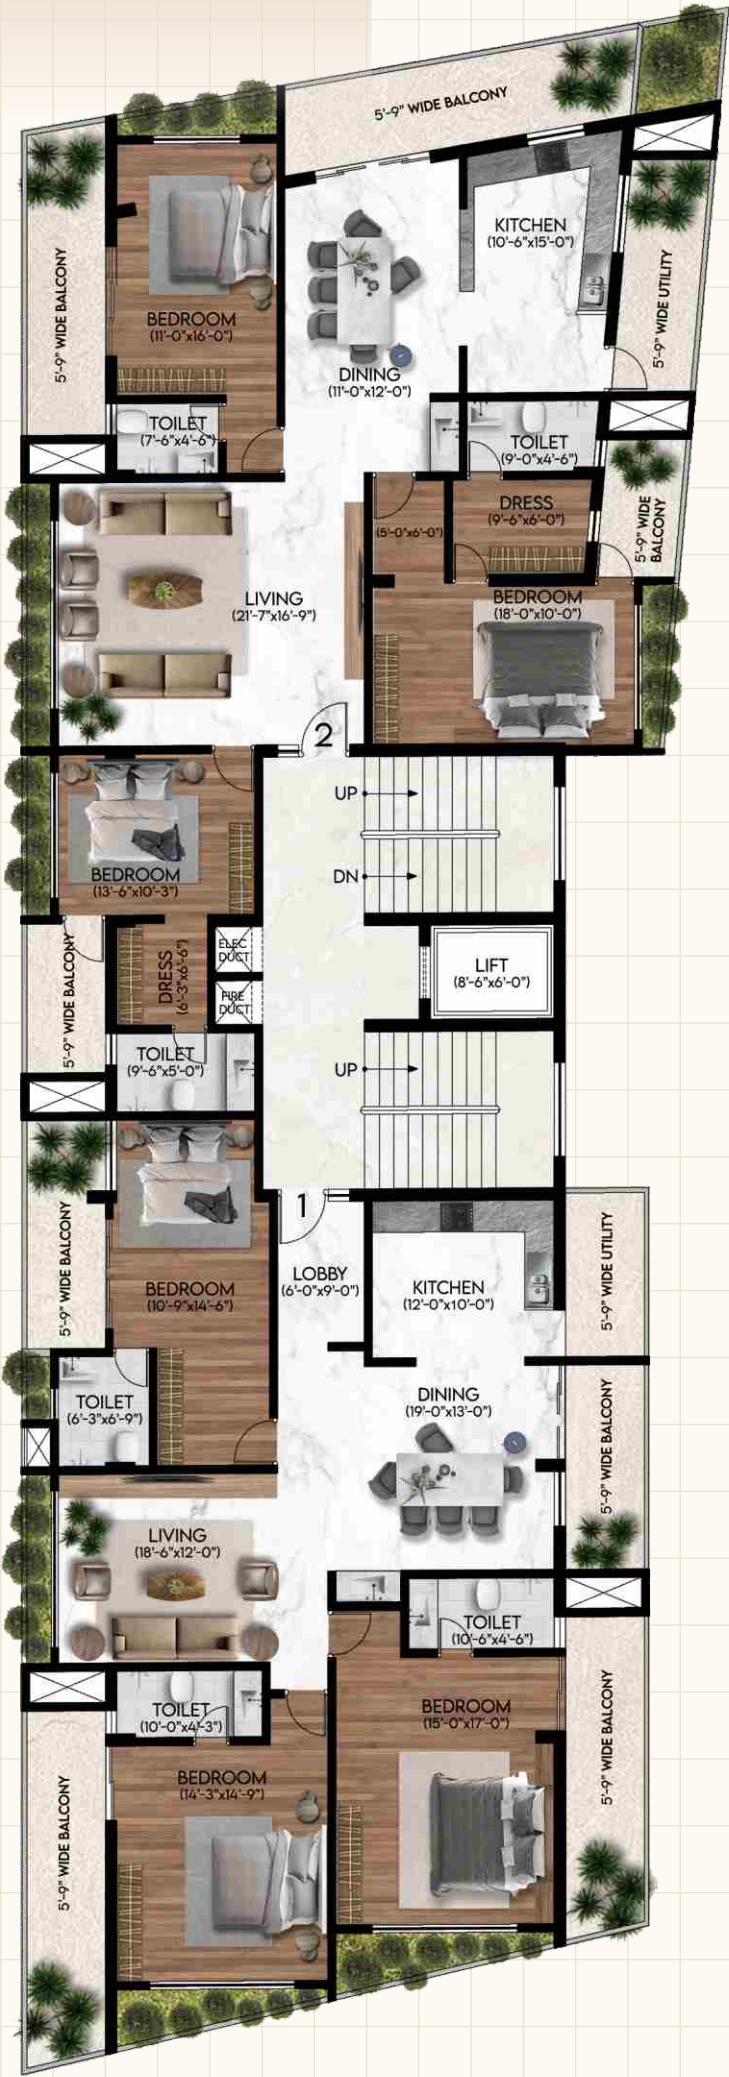 5'-9" WIDE BALCONY
5'-9" WIDE BALCONY
KITCHEN
(10'-6"x15'-0")
5'-9" WIDE UTILITY
BEDROOM
(11'-0"x16'-0")
DINING
(11'-0"x12'-0")
TOILET
(7'-6"x4'-6")
TOILET
(9'-0"x4'-6")
DRESS
(9'-6"x6'-0")
(5'-0"x6'-0")
5'-9" WIDE
BALCONY
LIVING
(21'-7"x16'-9")
BEDROOM
(18'-0"x10'-0")
2
UP
DN
BEDROOM
(13'-6"x10'-3")
5'-9" WIDE BALCONY
DRESS
(6'-3"x6'-6")
ELEC
DUCT
FIRE
DUCT
LIFT
(8'-6"x6'-0")
TOILET
(9'-6"x5'-0")
UP
1
5'-9" WIDE BALCONY
BEDROOM
(10'-9"x14'-6")
LOBBY
(6'-0"x9'-0")
KITCHEN
(12'-0"x10'-0")
5'-9" WIDE UTILITY
TOILET
(6'-3"x6'-9")
DINING
(19'-0"x13'-0")
5'-9" WIDE BALCONY
LIVING
(18'-6"x12'-0")
TOILET
(10'-6"x4'-6")
TOILET
(10'-0"x4'-3")
BEDROOM
(15'-0"x17'-0")
5'-9" WIDE BALCONY
BEDROOM
(14'-3"x14'-9")
5'-9" WIDE BALCONY